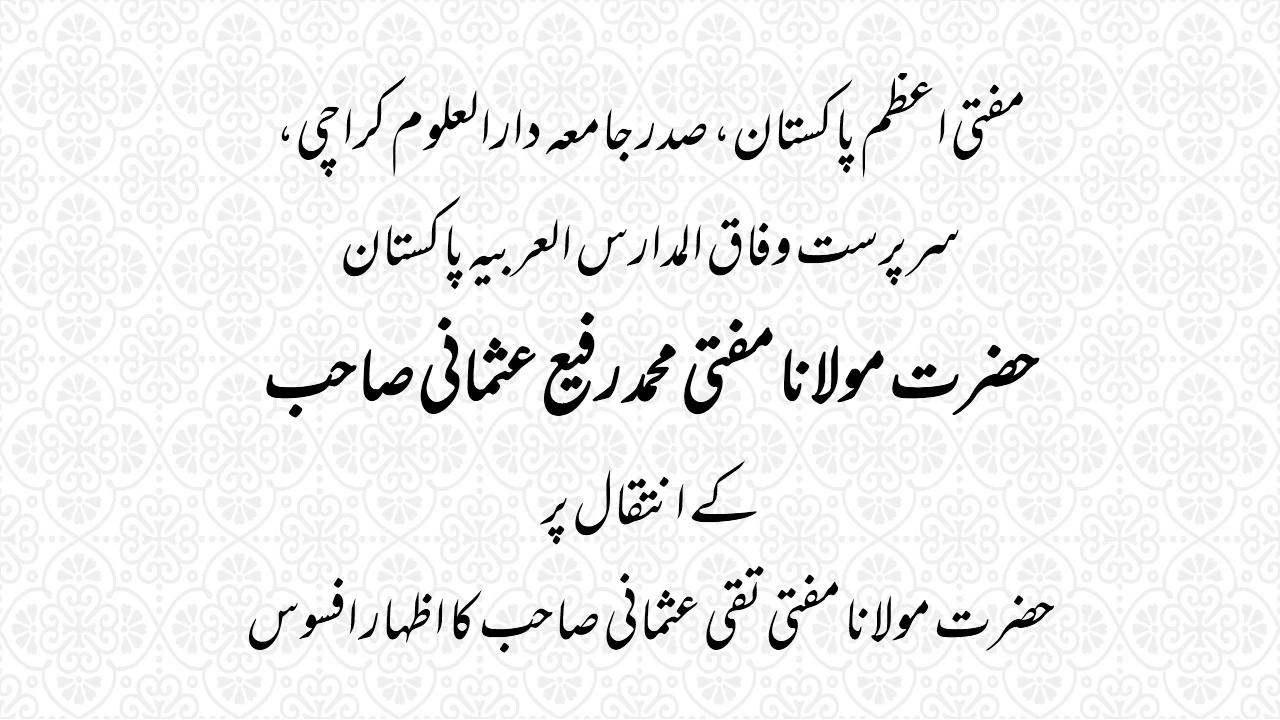 مفتی اعظم پاکستان، صدر جامعہ دارالعلوم کراچی،
سرپرست وفاق المدارس العربیہ پاکستان
حضرت مولانا مفتی محمد رفیع عثمانی صاحب
کے انتقال پر
حضرت مولانا مفتی تقی عثمانی صاحب کا اظہار افسوس